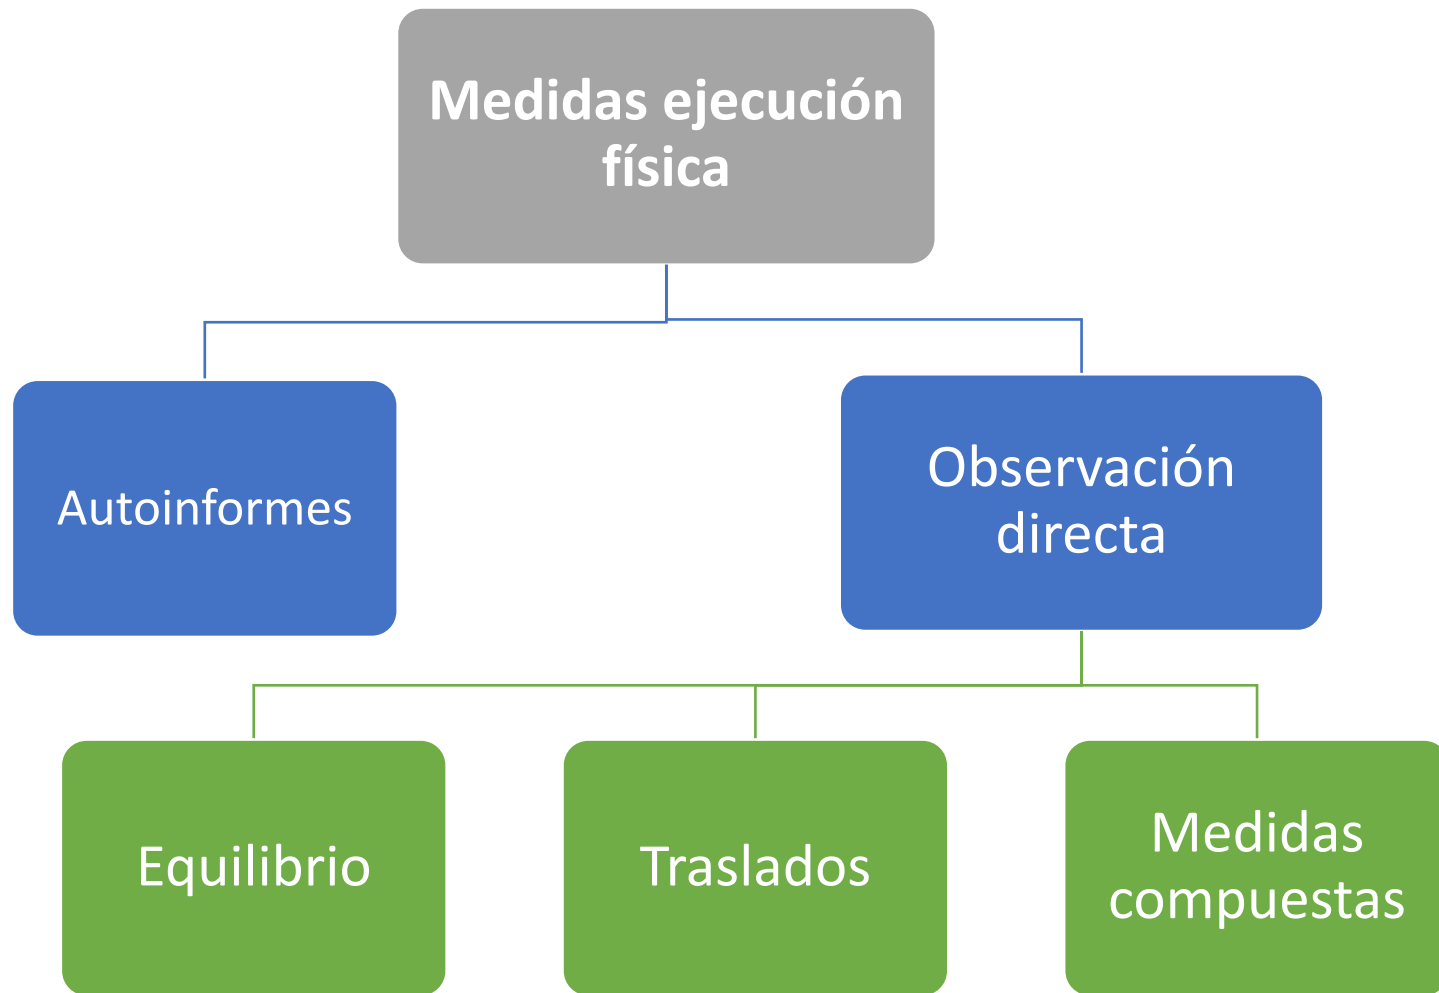 Medidas ejecución
física
Autoinformes
Observación
directa
Equilibrio
Traslados
Medidas
compuestas